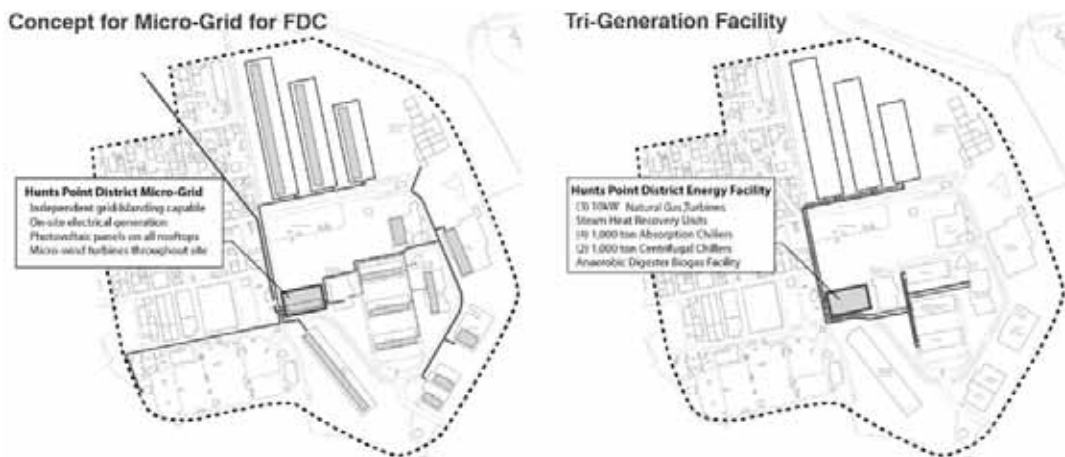 Concept for Micro-Grid for FDC
Hunts Point District Micro-Grid
Independent grid/islanding capable
On-site electrical generation
Photovoltaic panels on all rooftops
Micro-wind turbines throughout site
Tri-Generation Facility
Hunts Point District Energy Facility
(3) 10kW Natural Gas Turbines
Steam Heat Recovery Units
(4) 1,000 ton Absorption Chillers
(2) 1,000 ton Centrifugal Chillers
Anaerobic Digester Biogas Facility